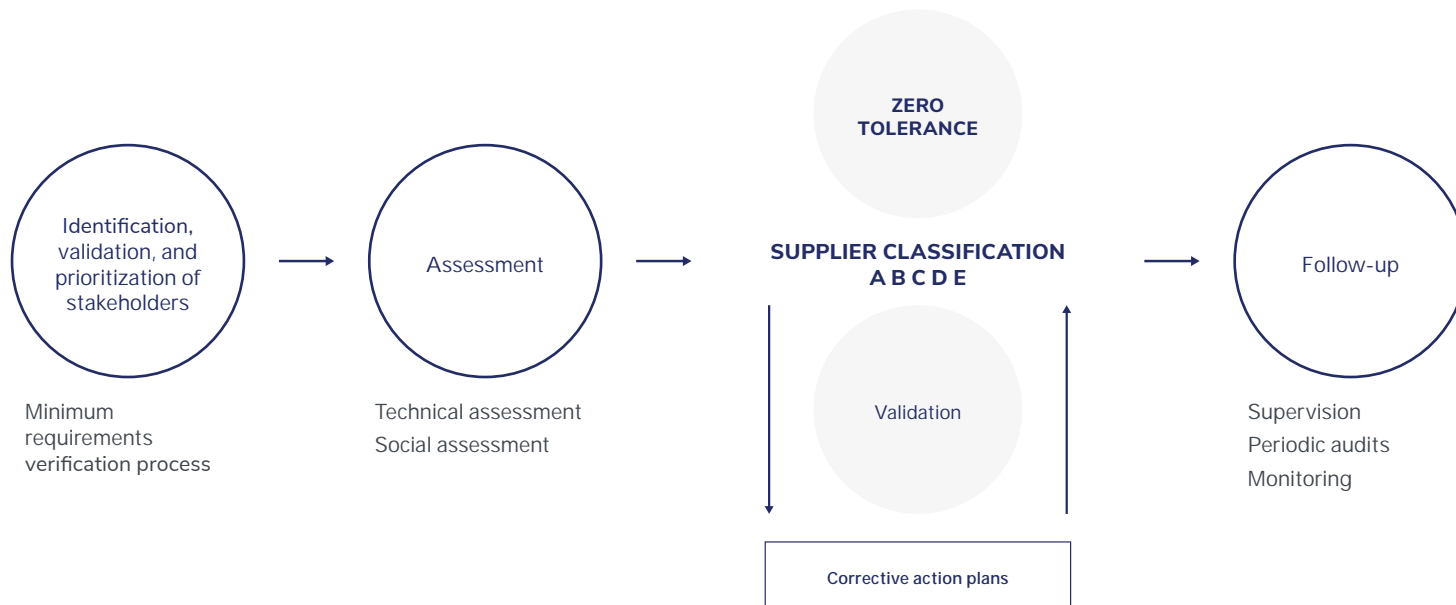 Identification,
validation, and
prioritization of
stakeholders
Minimum
requirements
verification process
Assessment
Technical assessment
Social assessment
ZERO
TOLERANCE
SUPPLIER CLASSIFICATION
A B C D E
Validation
Corrective action plans
Follow-up
Supervision
Periodic audits
Monitoring